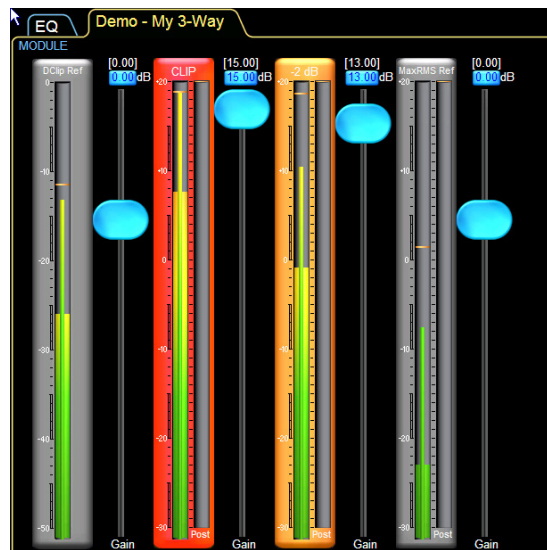 EQ
Demo - My 3-Way
MODULE
[0.00] [15.00] [13.00] [0.00]
DClip Ref CLIP -2 dB MaxRMS Ref
0.00 dB 15.00 dB 13.00 dB 0.00 dB
0 +20 +20 +20
-10 +10 +10 +10
-20 0 0 0
-30 -10 -10 -10
-40 -20 -20 -20
-50 -30 -30 -30
Post Post Post
Gain Gain Gain Gain